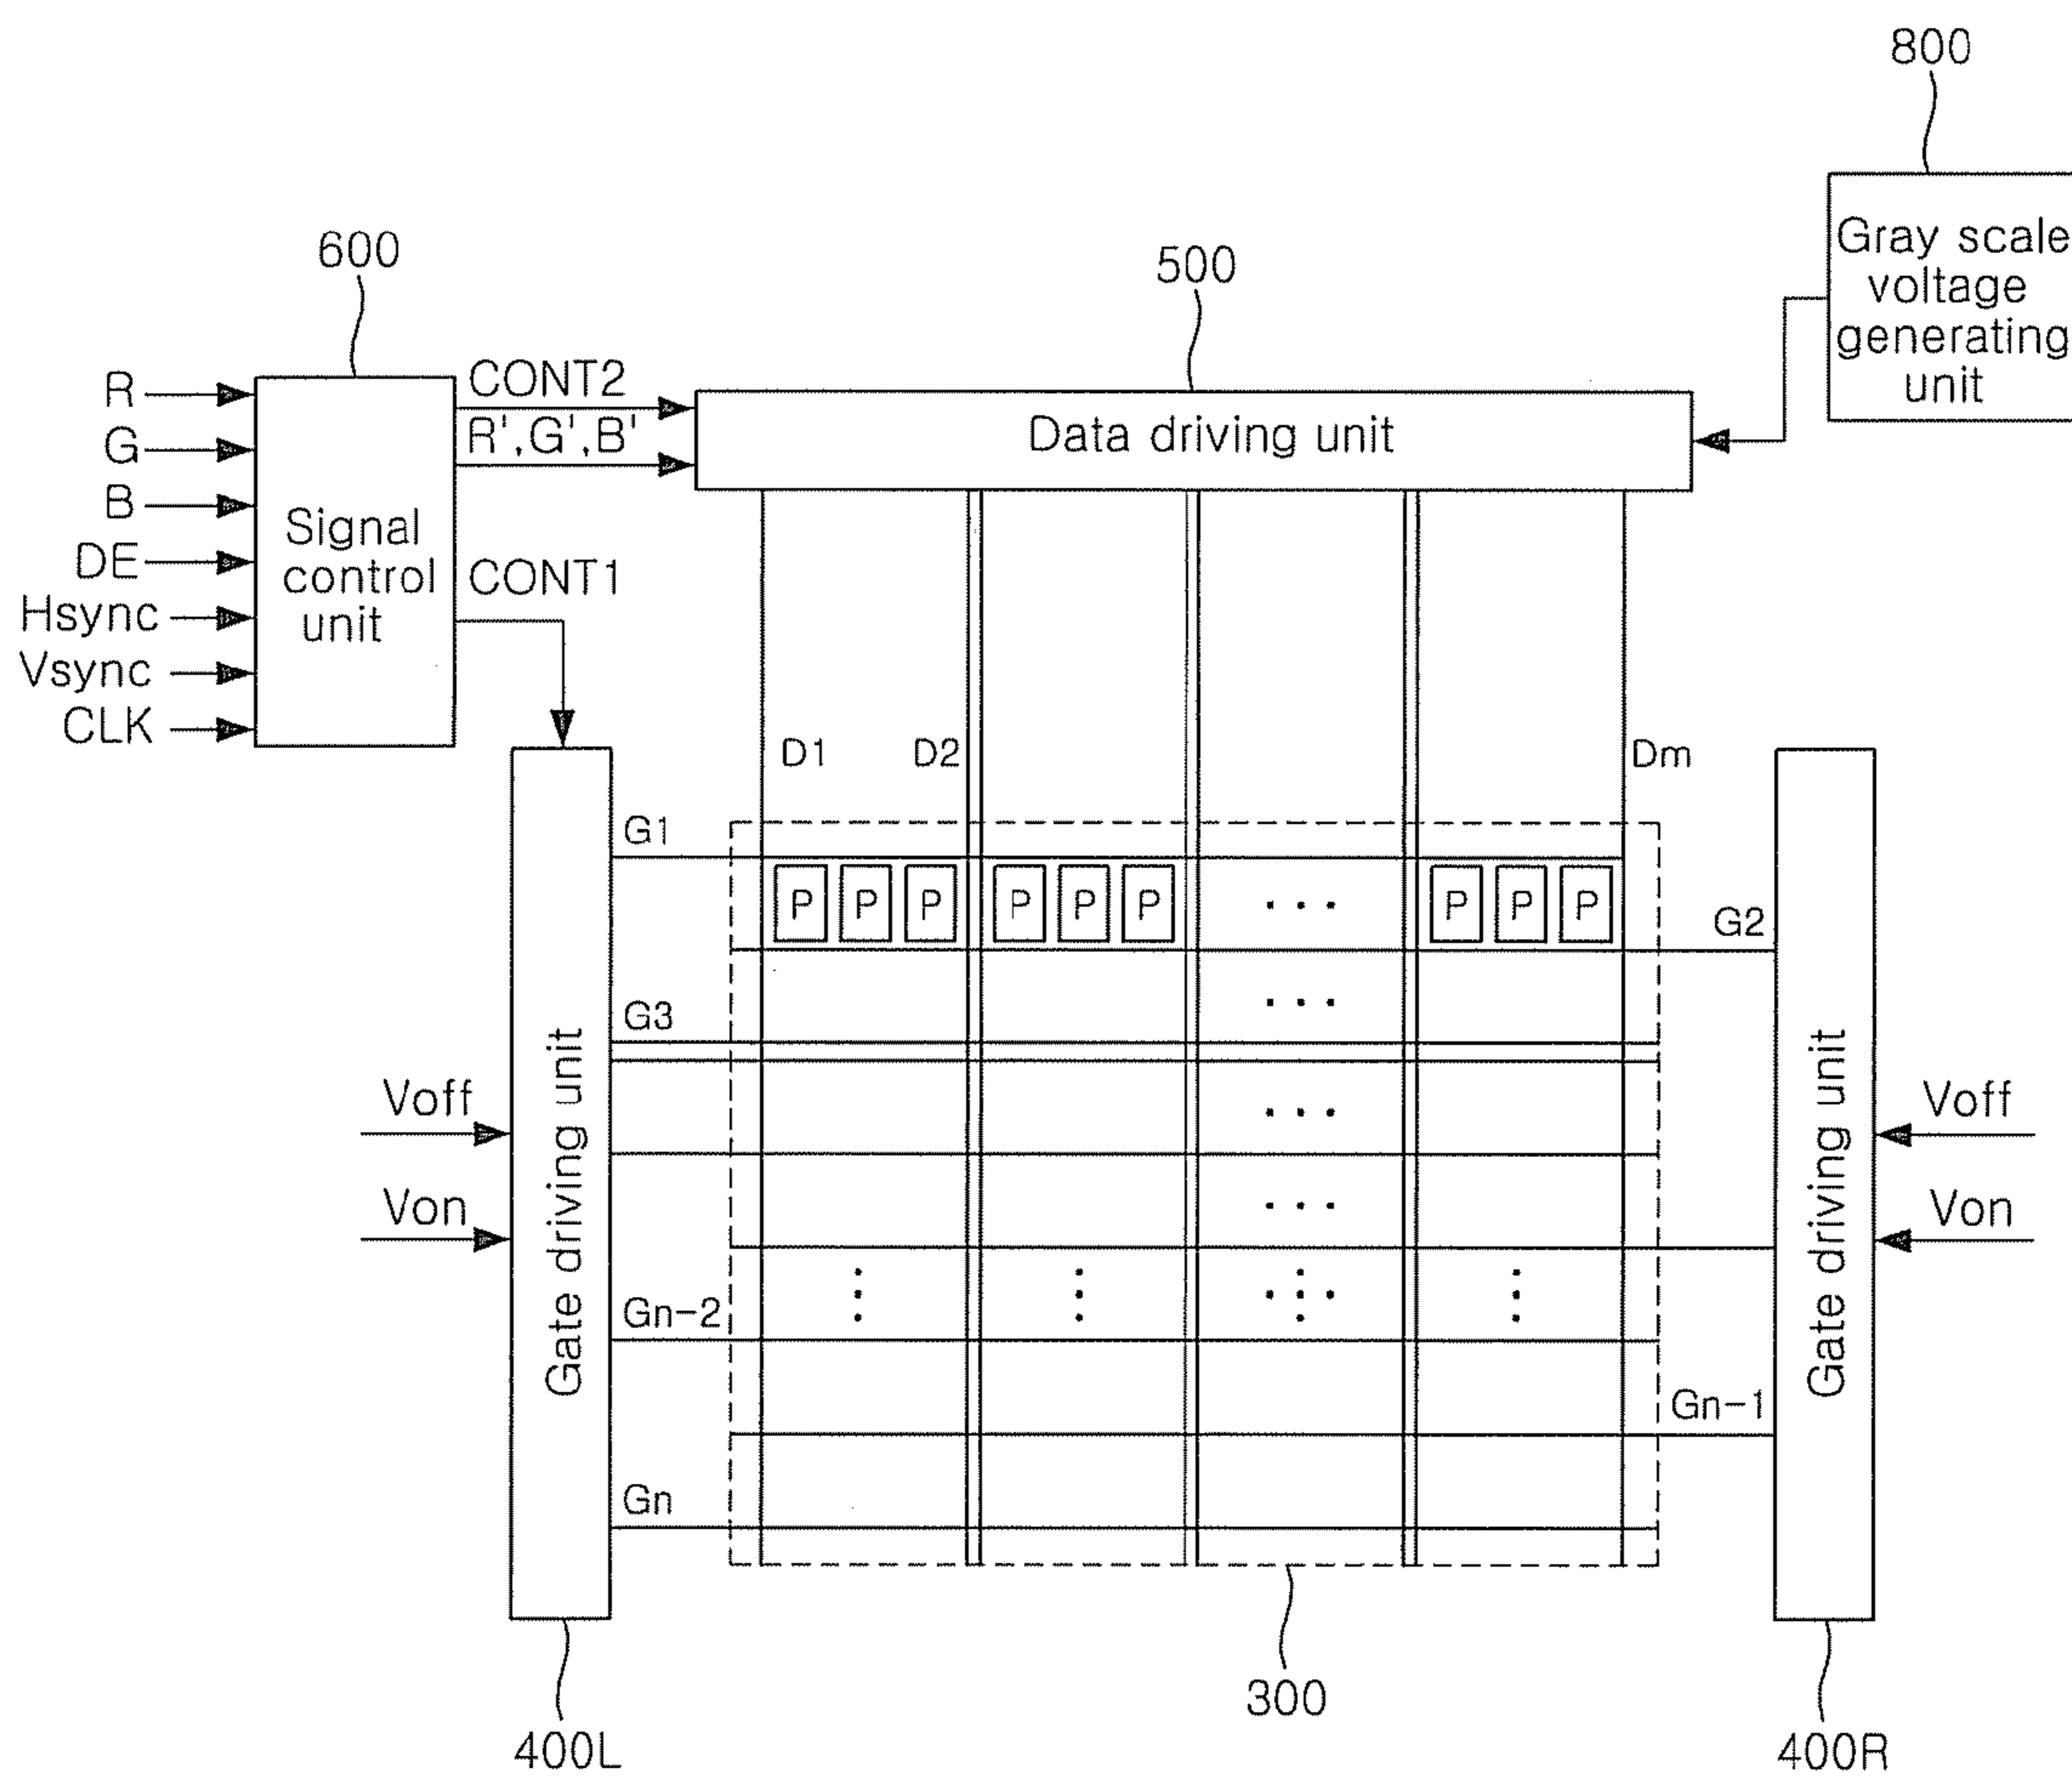 800
Gray scale
voltage
generating
unit
600
500
R
G
B
DE
Hsync
Vsync
CLK
Signal
control
unit
CONT2
R',G',B'
CONT1
Data driving unit
D1
D2
Dm
G1
P P P P P P ... P P P
G2
...
G3
...
...
Gn-2
Gn-1
Gn
Voff
Von
Gate driving unit
Gate driving unit
Voff
Von
300
400L
400R